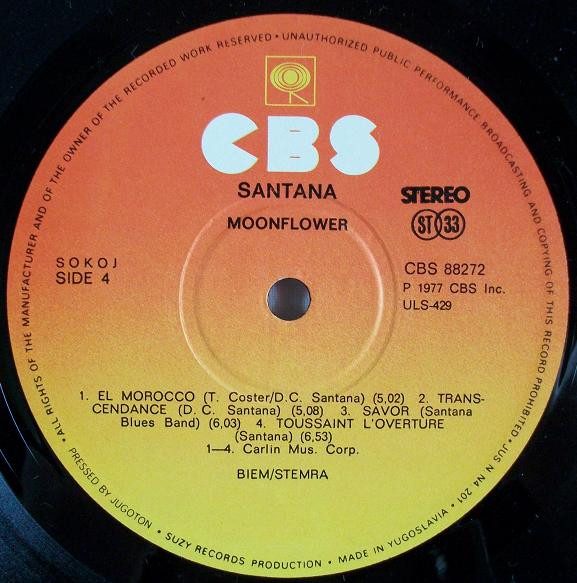 • ALL RIGHTS OF THE MANUFACTURER AND OF THE OWNER OF THE RECORDED WORK RESERVED • UNAUTHORIZED PUBLIC PERFORMANCE BROADCASTING AND COPYING OF THIS RECORD PROHIBITED • JUS N N4 201
CBS
SANTANA
MOONFLOWER
STEREO
ST 33
SOKOJ
SIDE 4
CBS 88272
P 1977 CBS Inc.
ULS-429
1. EL MOROCCO (T. Coster/D.C. Santana) (5,02) 2. TRANS-
CENDANCE (D. C. Santana) (5,08) 3. SAVOR (Santana
Blues Band) (6,03) 4. TOUSSAINT L'OVERTURE
(Santana) (6,53)
1—4. Carlin Mus. Corp.
BIEM/STEMRA
PRESSED BY JUGOTON • SUZY RECORDS PRODUCTION • MADE IN YUGOSLAVIA •